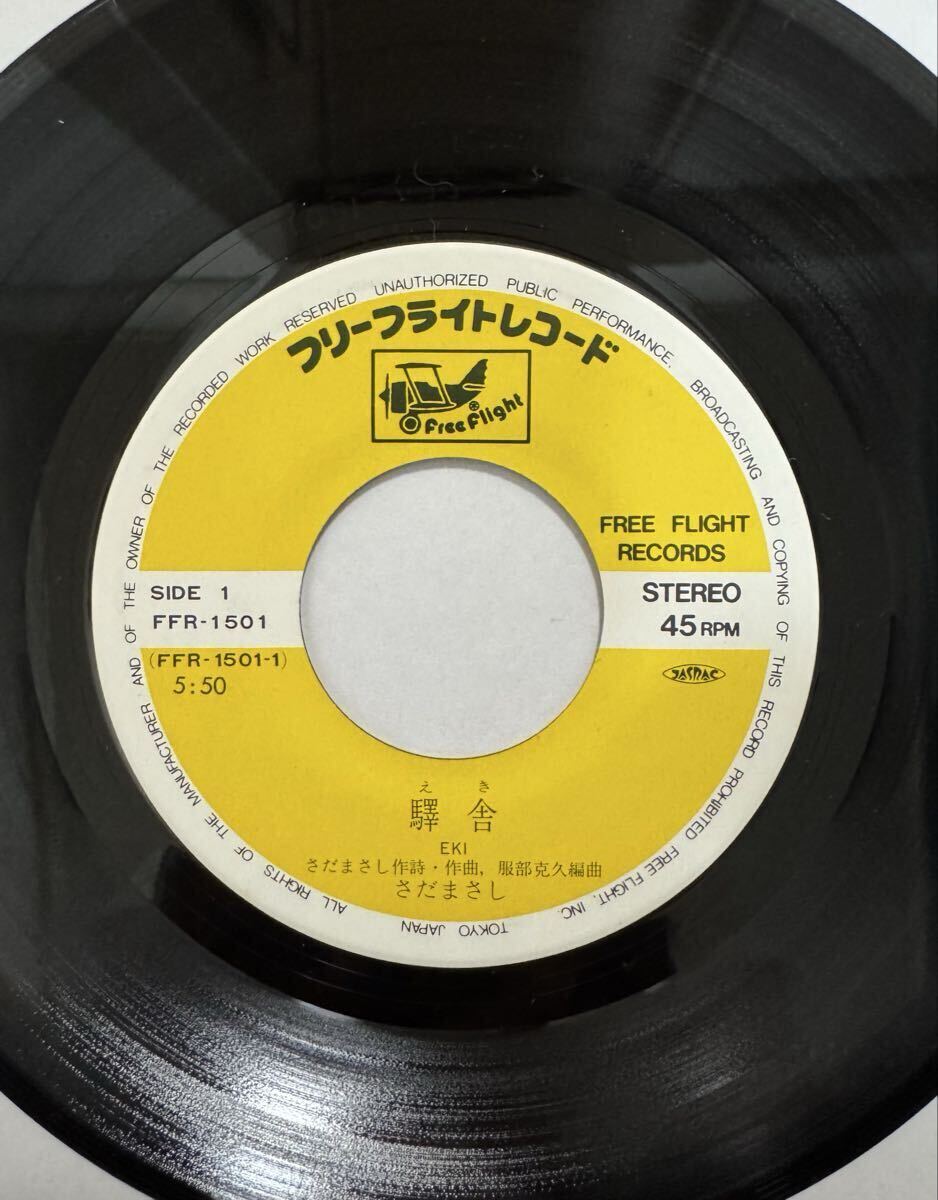 ALL RIGHTS OF THE MANUFACTURER AND OF THE OWNER OF THE RECORDED WORK RESERVED UNAUTHORIZED PUBLIC PERFORMANCE, BROADCASTING AND COPYING OF THIS RECORD PROHIBITED FREE FLIGHT, INC. TOKYO JAPAN
フリーフライトレコード
Free Flight
FREE FLIGHT
RECORDS
SIDE 1
STEREO
FFR-1501
45 RPM
(FFR-1501-1)
JASRAC
5:50
えき
驛舎
EKI
さだまさし作詩・作曲, 服部克久編曲
さだまさし